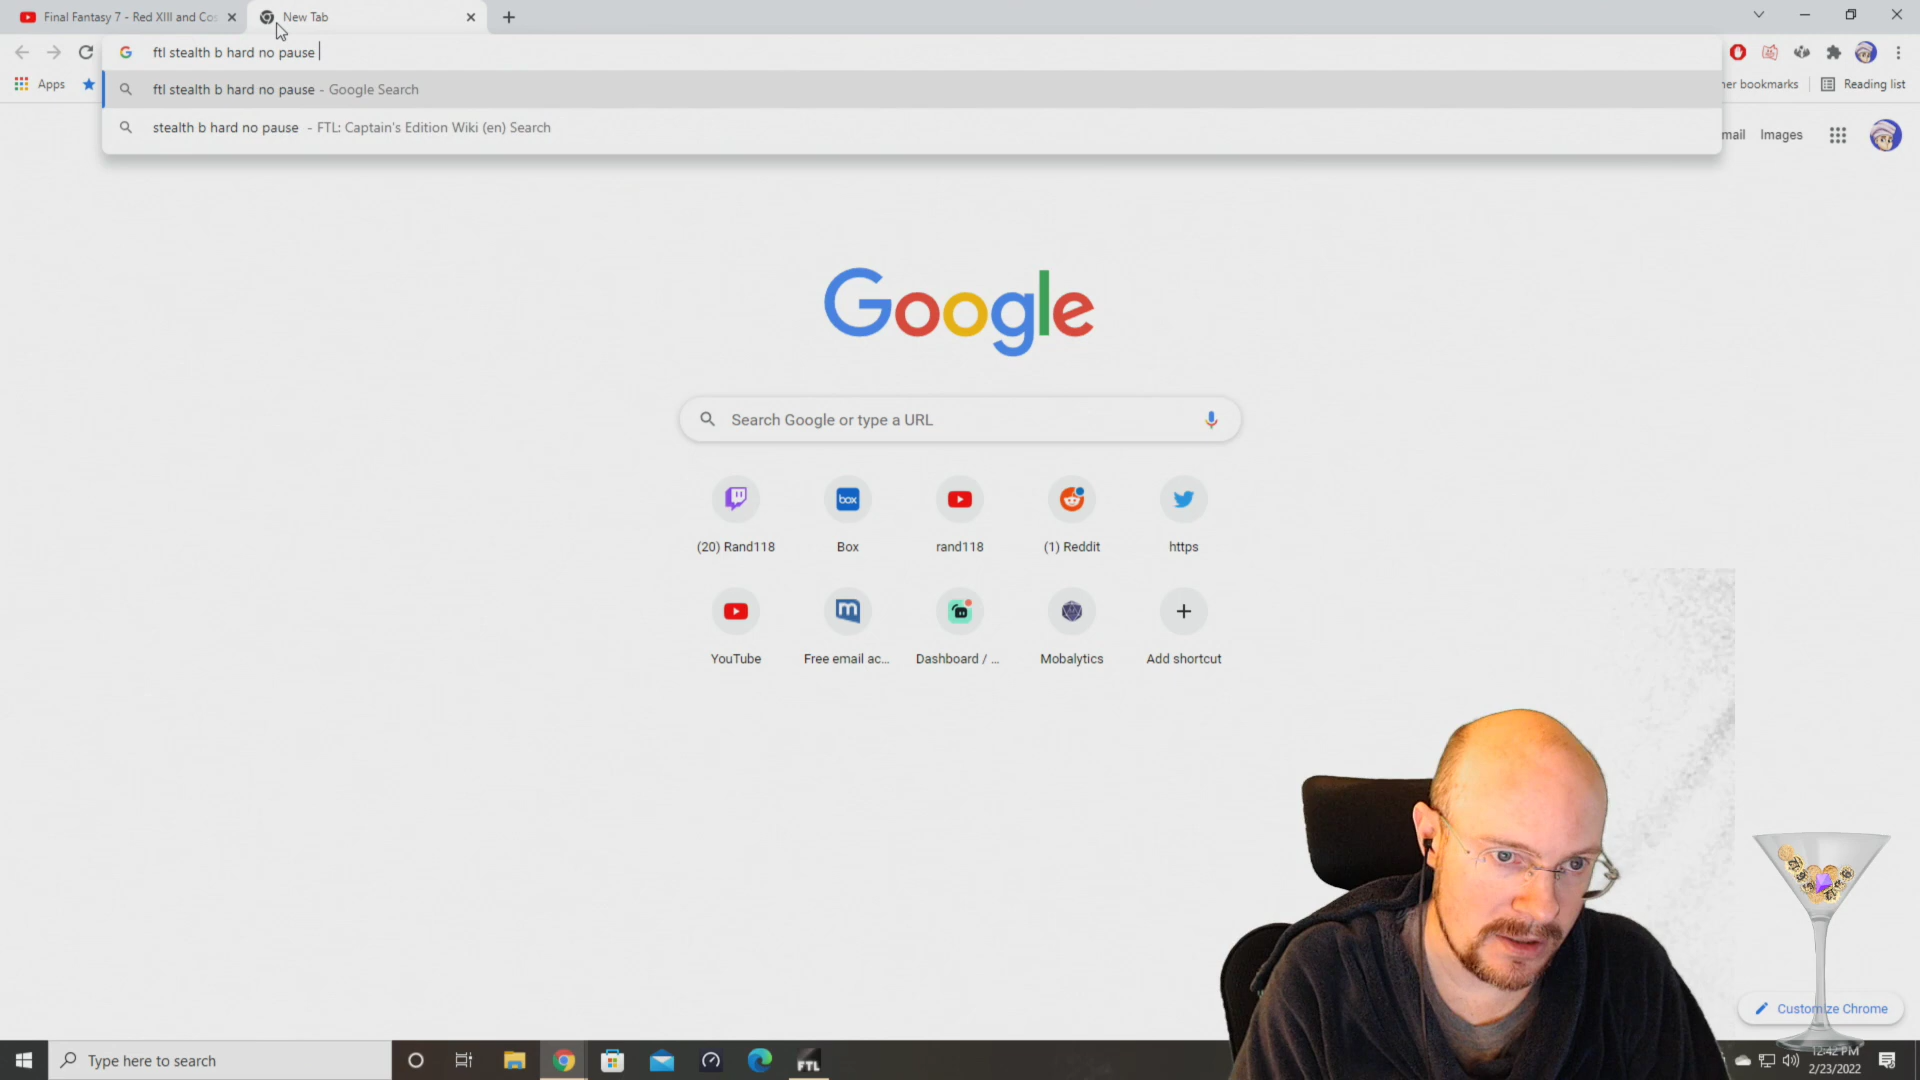 Final Fantasy 7 - Red XIII and Cos
New Tab
ftl stealth b hard no pause
ftl stealth b hard no pause - Google Search
stealth b hard no pause - FTL: Captain's Edition Wiki (en) Search
Apps
Reading list
bookmarks
Images
Google
Search Google or type a URL
(20) Rand118
Box
box
rand118
(1) Reddit
https
YouTube
Free email ac...
Dashboard / ...
Mobalytics
Add shortcut
m
Customize Chrome
Type here to search
FTL
12:42 PM
2/23/2022